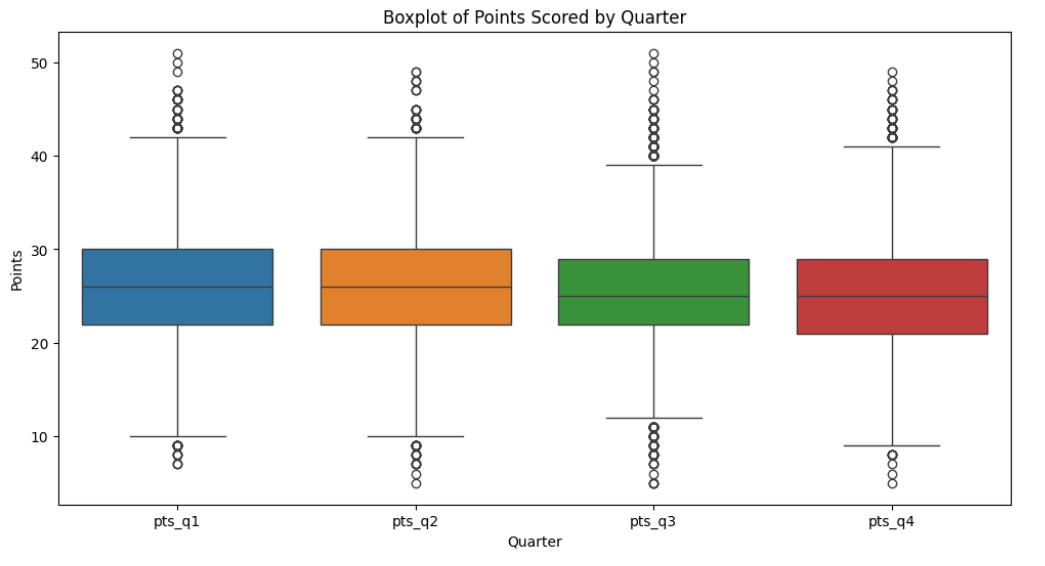 Boxplot of Points Scored by Quarter
50
40
30
20
10
Points
pts_q1
pts_q2
pts_q3
pts_q4
Quarter